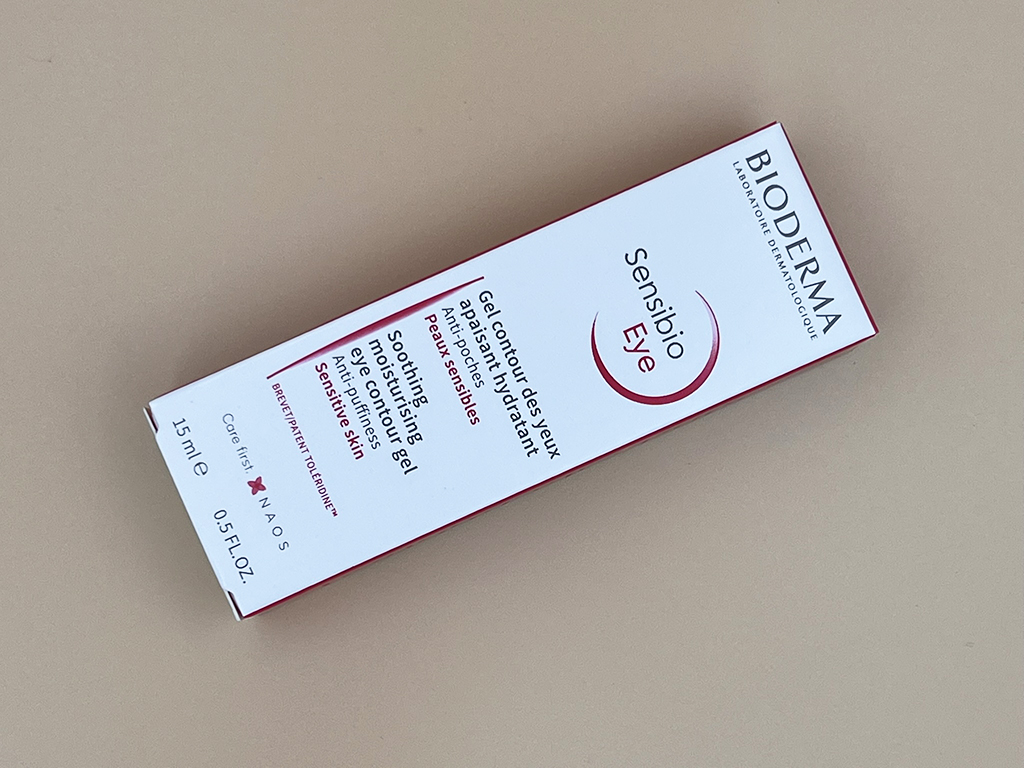 BIODERMA
LABORATOIRE DERMATOLOGIQUE
Sensibio
Eye
Gel contour des yeux
apaisant hydratant
Anti-poches
Peaux sensibles
Soothing
moisturising
eye contour gel
Anti-puffiness
Sensitive skin
BREVET/PATENT TOLÉRIDINE™
Care first. NAOS
15 ml ℮ 0.5 FL.OZ.